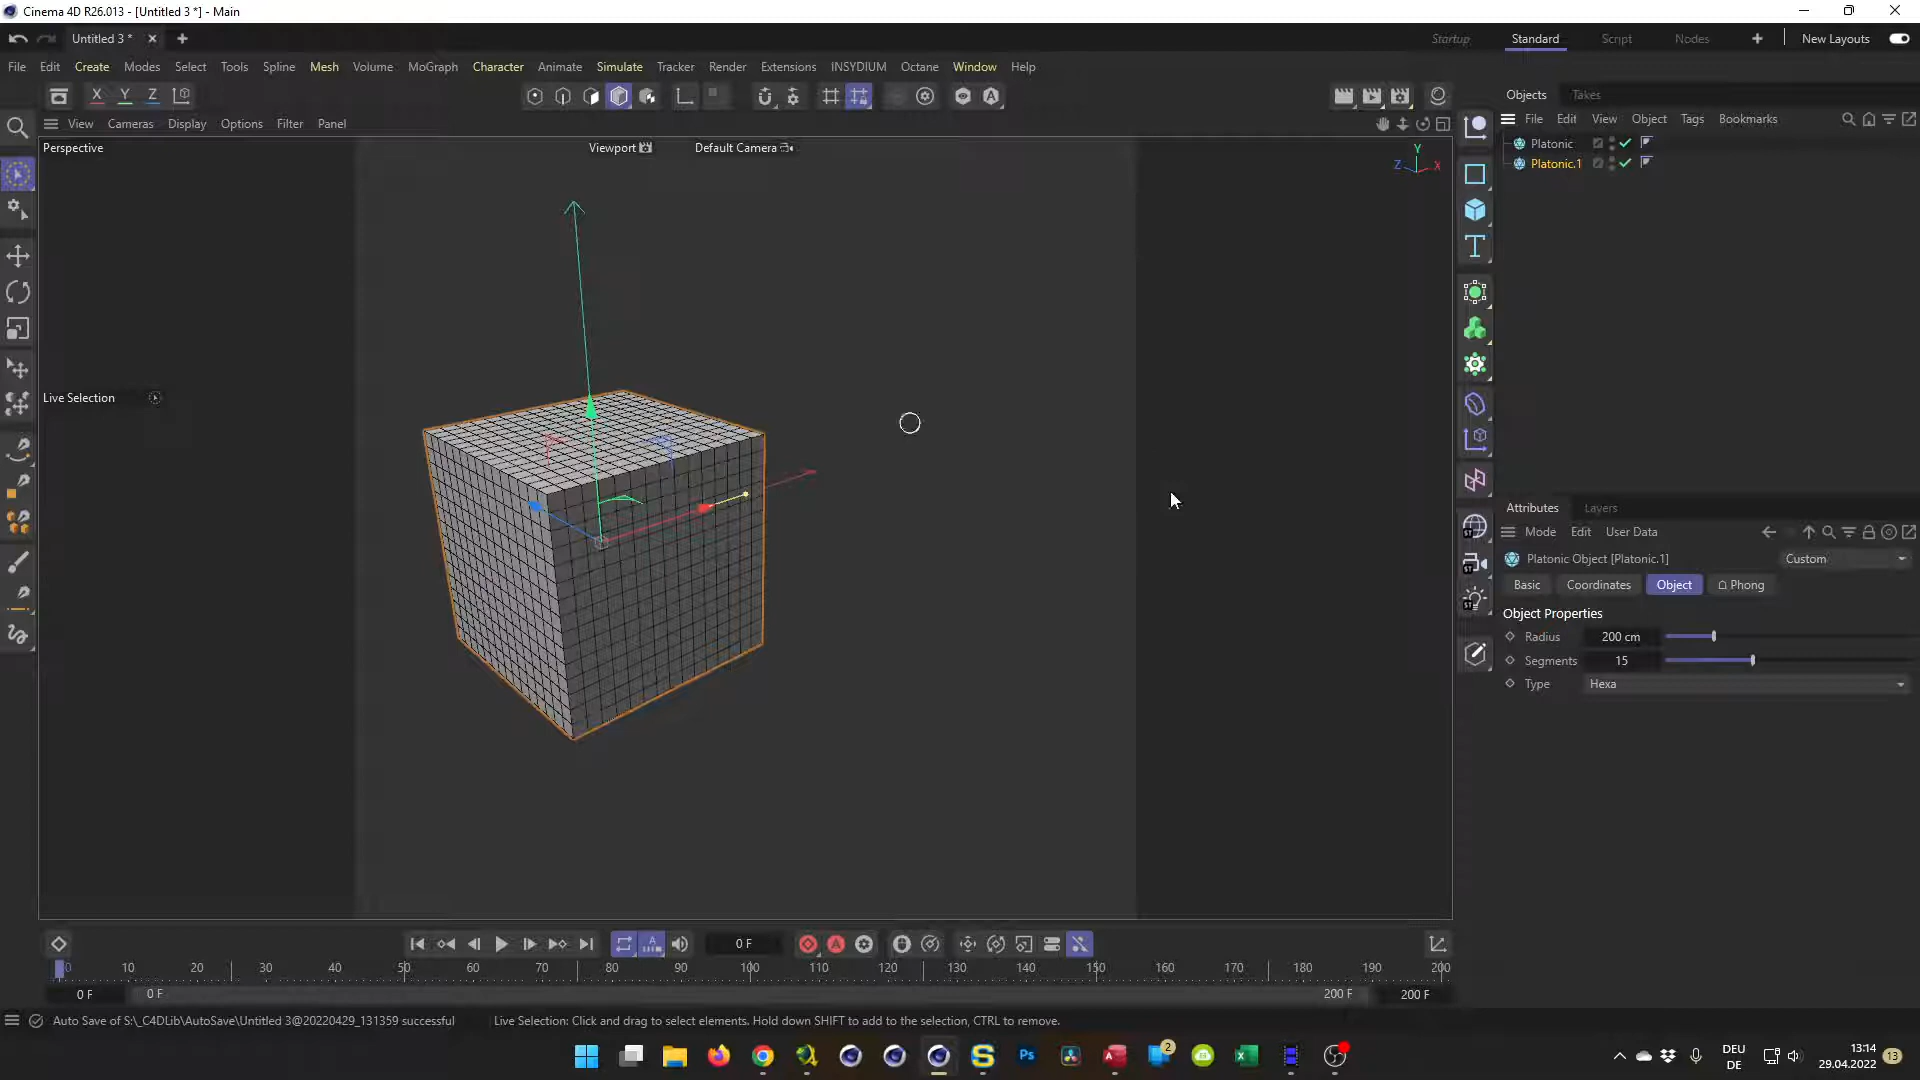 Cinema 4D R26.013 - [Untitled 3 *] - Main
Untitled 3 *
Startup Standard Script Nodes New Layouts
File Edit Create Modes Select Tools Spline Mesh Volume MoGraph Character Animate Simulate Tracker Render Extensions INSYDIUM Octane Window Help
X Y Z
Objects Takes
View Cameras Display Options Filter Panel
File Edit View Object Tags Bookmarks
Perspective Viewport Default Camera
Y
Z X
Platonic
Platonic.1
Live Selection
Attributes Layers
Mode Edit User Data
Platonic Object [Platonic.1] Custom
Basic Coordinates Object Phong
Object Properties
Radius 200 cm
Segments 15
Type Hexa
ST
ST
ST
0 F
0 10 20 30 40 50 60 70 80 90 100 110 120 130 140 150 160 170 180 190 200
0 F 0 F 200 F 200 F
Auto Save of S:\_C4DLib\AutoSave\Untitled 3@20220429_131359 successful
Live Selection: Click and drag to select elements. Hold down SHIFT to add to the selection, CTRL to remove.
Ps
2
DEU
DE
13:14
29.04.2022
13